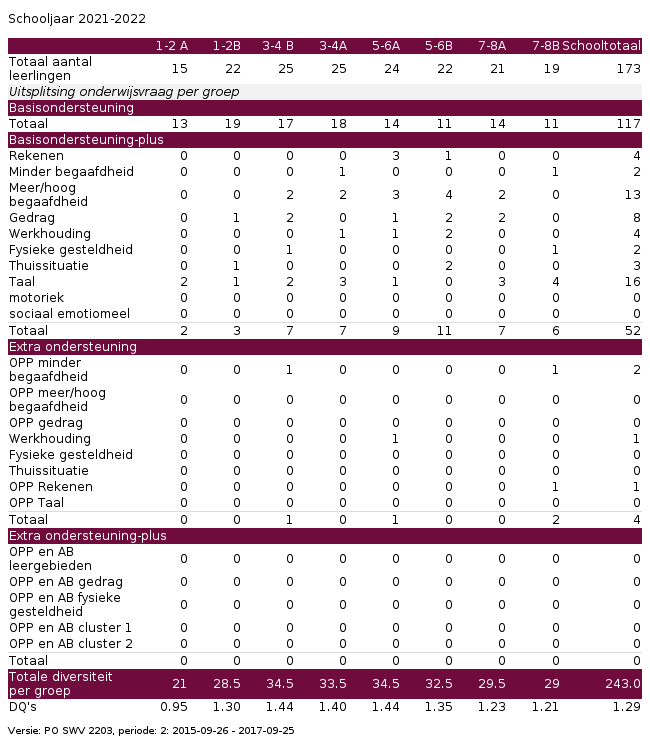 Schooljaar 2021-2022
1-2 A 1-2B 3-4 B 3-4A 5-6A 5-6B 7-8A 7-8B Schooltotaal
Totaal aantal
leerlingen 15 22 25 25 24 22 21 19 173
Uitsplitsing onderwijsvraag per groep
Basisondersteuning
Totaal 13 19 17 18 14 11 14 11 117
Basisondersteuning-plus
Rekenen 0 0 0 0 3 1 0 0 4
Minder begaafdheid 0 0 0 1 0 0 0 1 2
Meer/hoog
begaafdheid 0 0 2 2 3 4 2 0 13
Gedrag 0 1 2 0 1 2 2 0 8
Werkhouding 0 0 0 1 1 2 0 0 4
Fysieke gesteldheid 0 0 1 0 0 0 0 1 2
Thuissituatie 0 1 0 0 0 2 0 0 3
Taal 2 1 2 3 1 0 3 4 16
motoriek 0 0 0 0 0 0 0 0 0
sociaal emotiomeel 0 0 0 0 0 0 0 0 0
Totaal 2 3 7 7 9 11 7 6 52
Extra ondersteuning
OPP minder
begaafdheid 0 0 1 0 0 0 0 1 2
OPP meer/hoog
begaafdheid 0 0 0 0 0 0 0 0 0
OPP gedrag 0 0 0 0 0 0 0 0 0
Werkhouding 0 0 0 0 1 0 0 0 1
Fysieke gesteldheid 0 0 0 0 0 0 0 0 0
Thuissituatie 0 0 0 0 0 0 0 0 0
OPP Rekenen 0 0 0 0 0 0 0 1 1
OPP Taal 0 0 0 0 0 0 0 0 0
Totaal 0 0 1 0 1 0 0 2 4
Extra ondersteuning-plus
OPP en AB
leergebieden 0 0 0 0 0 0 0 0 0
OPP en AB gedrag 0 0 0 0 0 0 0 0 0
OPP en AB fysieke
gesteldheid 0 0 0 0 0 0 0 0 0
OPP en AB cluster 1 0 0 0 0 0 0 0 0 0
OPP en AB cluster 2 0 0 0 0 0 0 0 0 0
Totaal 0 0 0 0 0 0 0 0 0
Totale diversiteit
per groep 21 28.5 34.5 33.5 34.5 32.5 29.5 29 243.0
DQ's 0.95 1.30 1.44 1.40 1.44 1.35 1.23 1.21 1.29
Versie: PO SWV 2203, periode: 2: 2015-09-26 - 2017-09-25